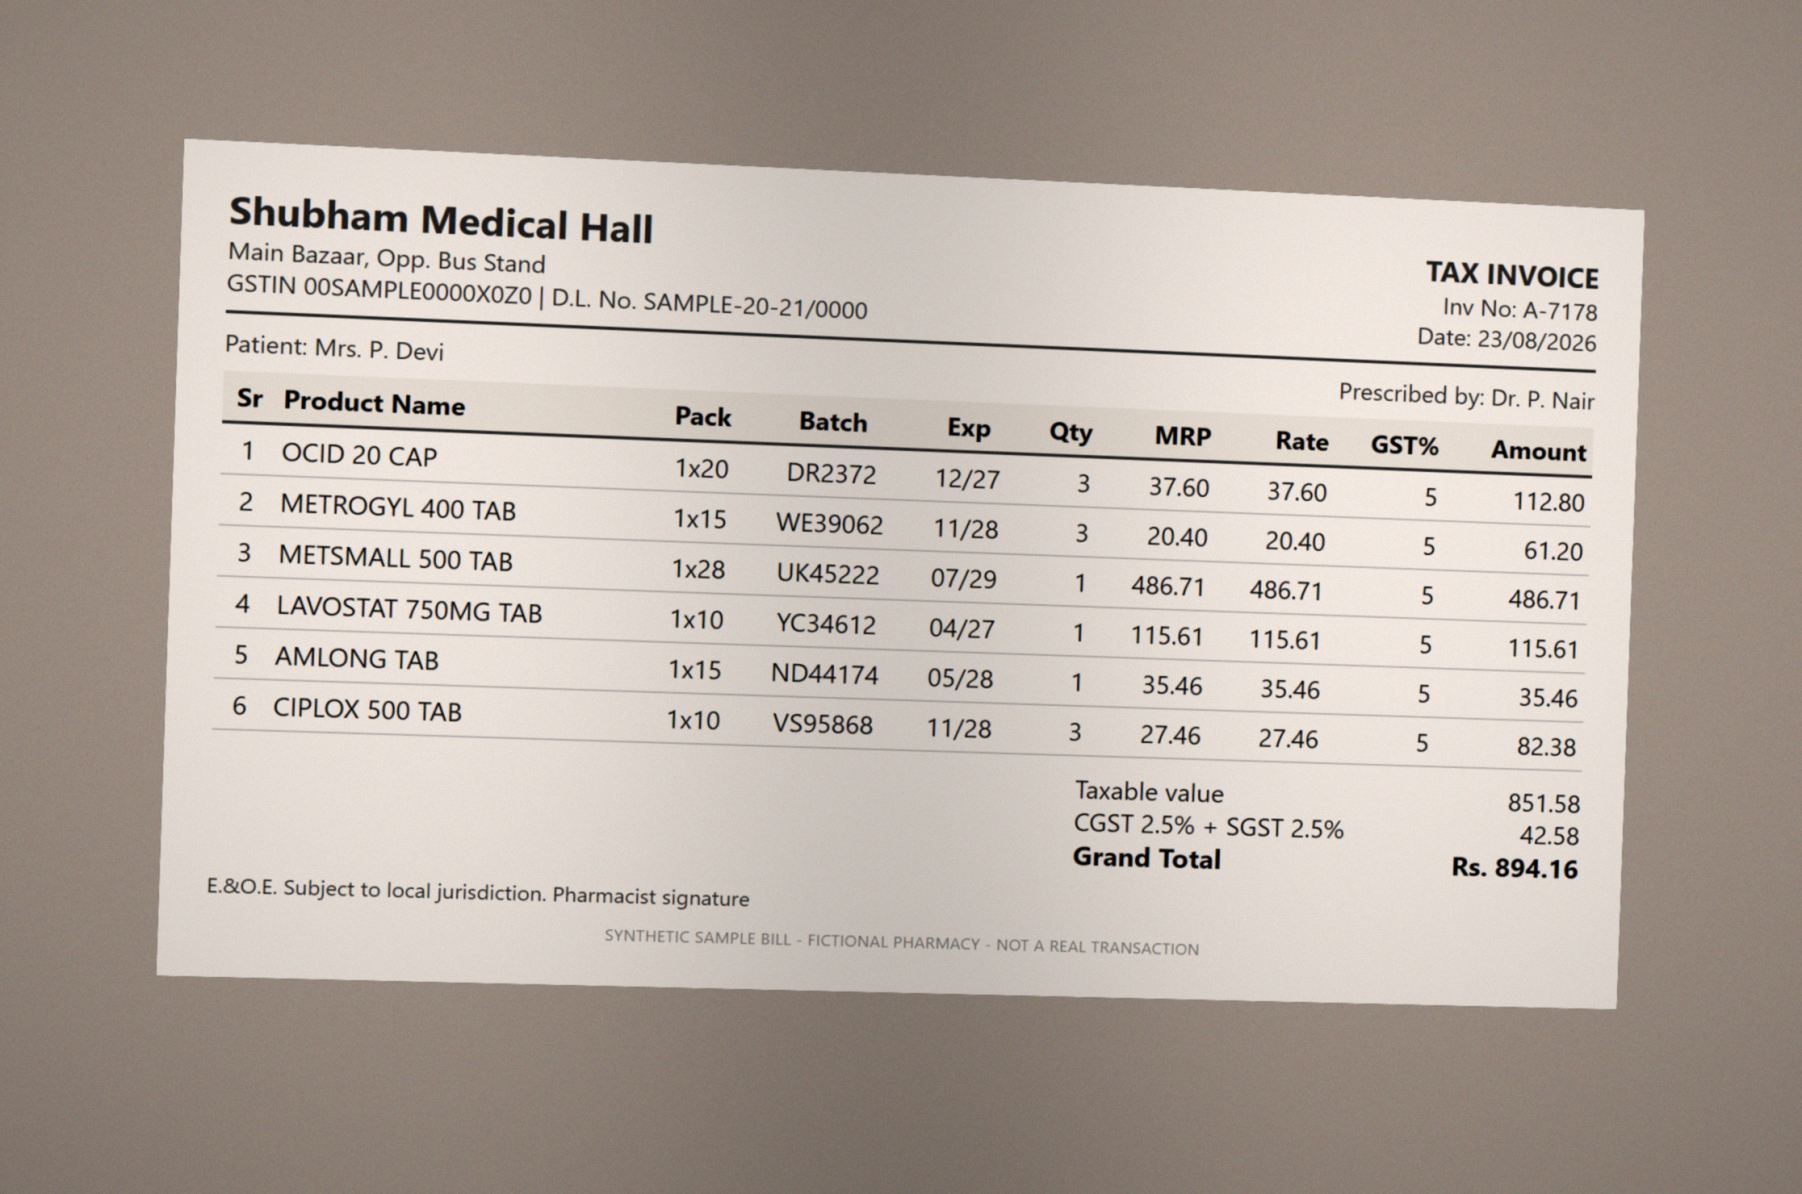 Shubham Medical Hall
Main Bazaar, Opp. Bus Stand
GSTIN 00SAMPLE0000X0Z0 | D.L. No. SAMPLE-20-21/0000
TAX INVOICE
Inv No: A-7178
Date: 23/08/2026
Patient: Mrs. P. Devi
Prescribed by: Dr. P. Nair
Sr Product Name Pack Batch Exp Qty MRP Rate GST% Amount
1 OCID 20 CAP 1x20 DR2372 12/27 3 37.60 37.60 5 112.80
2 METROGYL 400 TAB 1x15 WE39062 11/28 3 20.40 20.40 5 61.20
3 METSMALL 500 TAB 1x28 UK45222 07/29 1 486.71 486.71 5 486.71
4 LAVOSTAT 750MG TAB 1x10 YC34612 04/27 1 115.61 115.61 5 115.61
5 AMLONG TAB 1x15 ND44174 05/28 1 35.46 35.46 5 35.46
6 CIPLOX 500 TAB 1x10 VS95868 11/28 3 27.46 27.46 5 82.38
Taxable value 851.58
CGST 2.5% + SGST 2.5% 42.58
Grand Total Rs. 894.16
E.&O.E. Subject to local jurisdiction. Pharmacist signature
SYNTHETIC SAMPLE BILL - FICTIONAL PHARMACY - NOT A REAL TRANSACTION